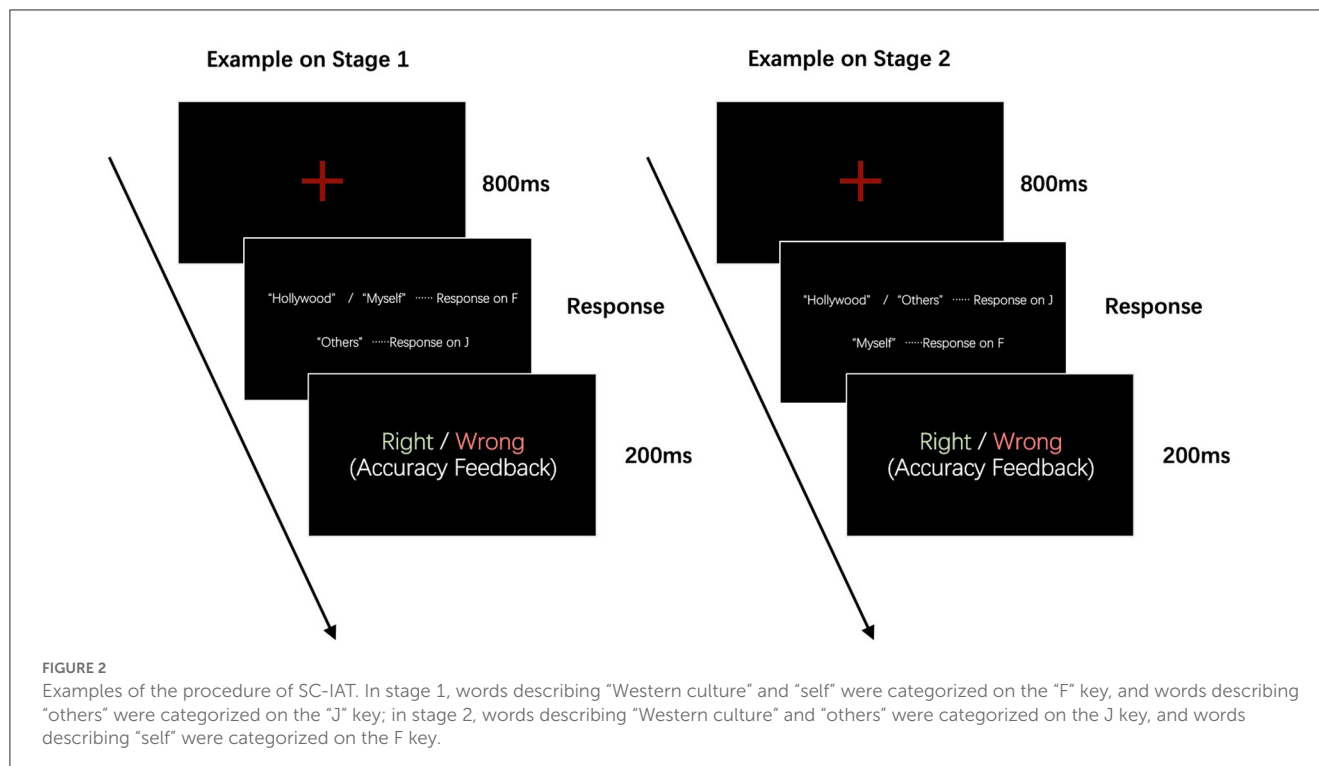 Example on Stage 1
800ms
“Hollywood” / “Myself” ······ Response on F
“Others” ······Response on J
Response
Right / Wrong
(Accuracy Feedback)
200ms
Example on Stage 2
800ms
“Hollywood” / “Others” ······ Response on J
“Myself” ······Response on F
Response
Right / Wrong
(Accuracy Feedback)
200ms
FIGURE 2
Examples of the procedure of SC-IAT. In stage 1, words describing “Western culture” and “self” were categorized on the “F” key, and words describing
“others” were categorized on the “J” key; in stage 2, words describing “Western culture” and “others” were categorized on the J key, and words
describing “self” were categorized on the F key.